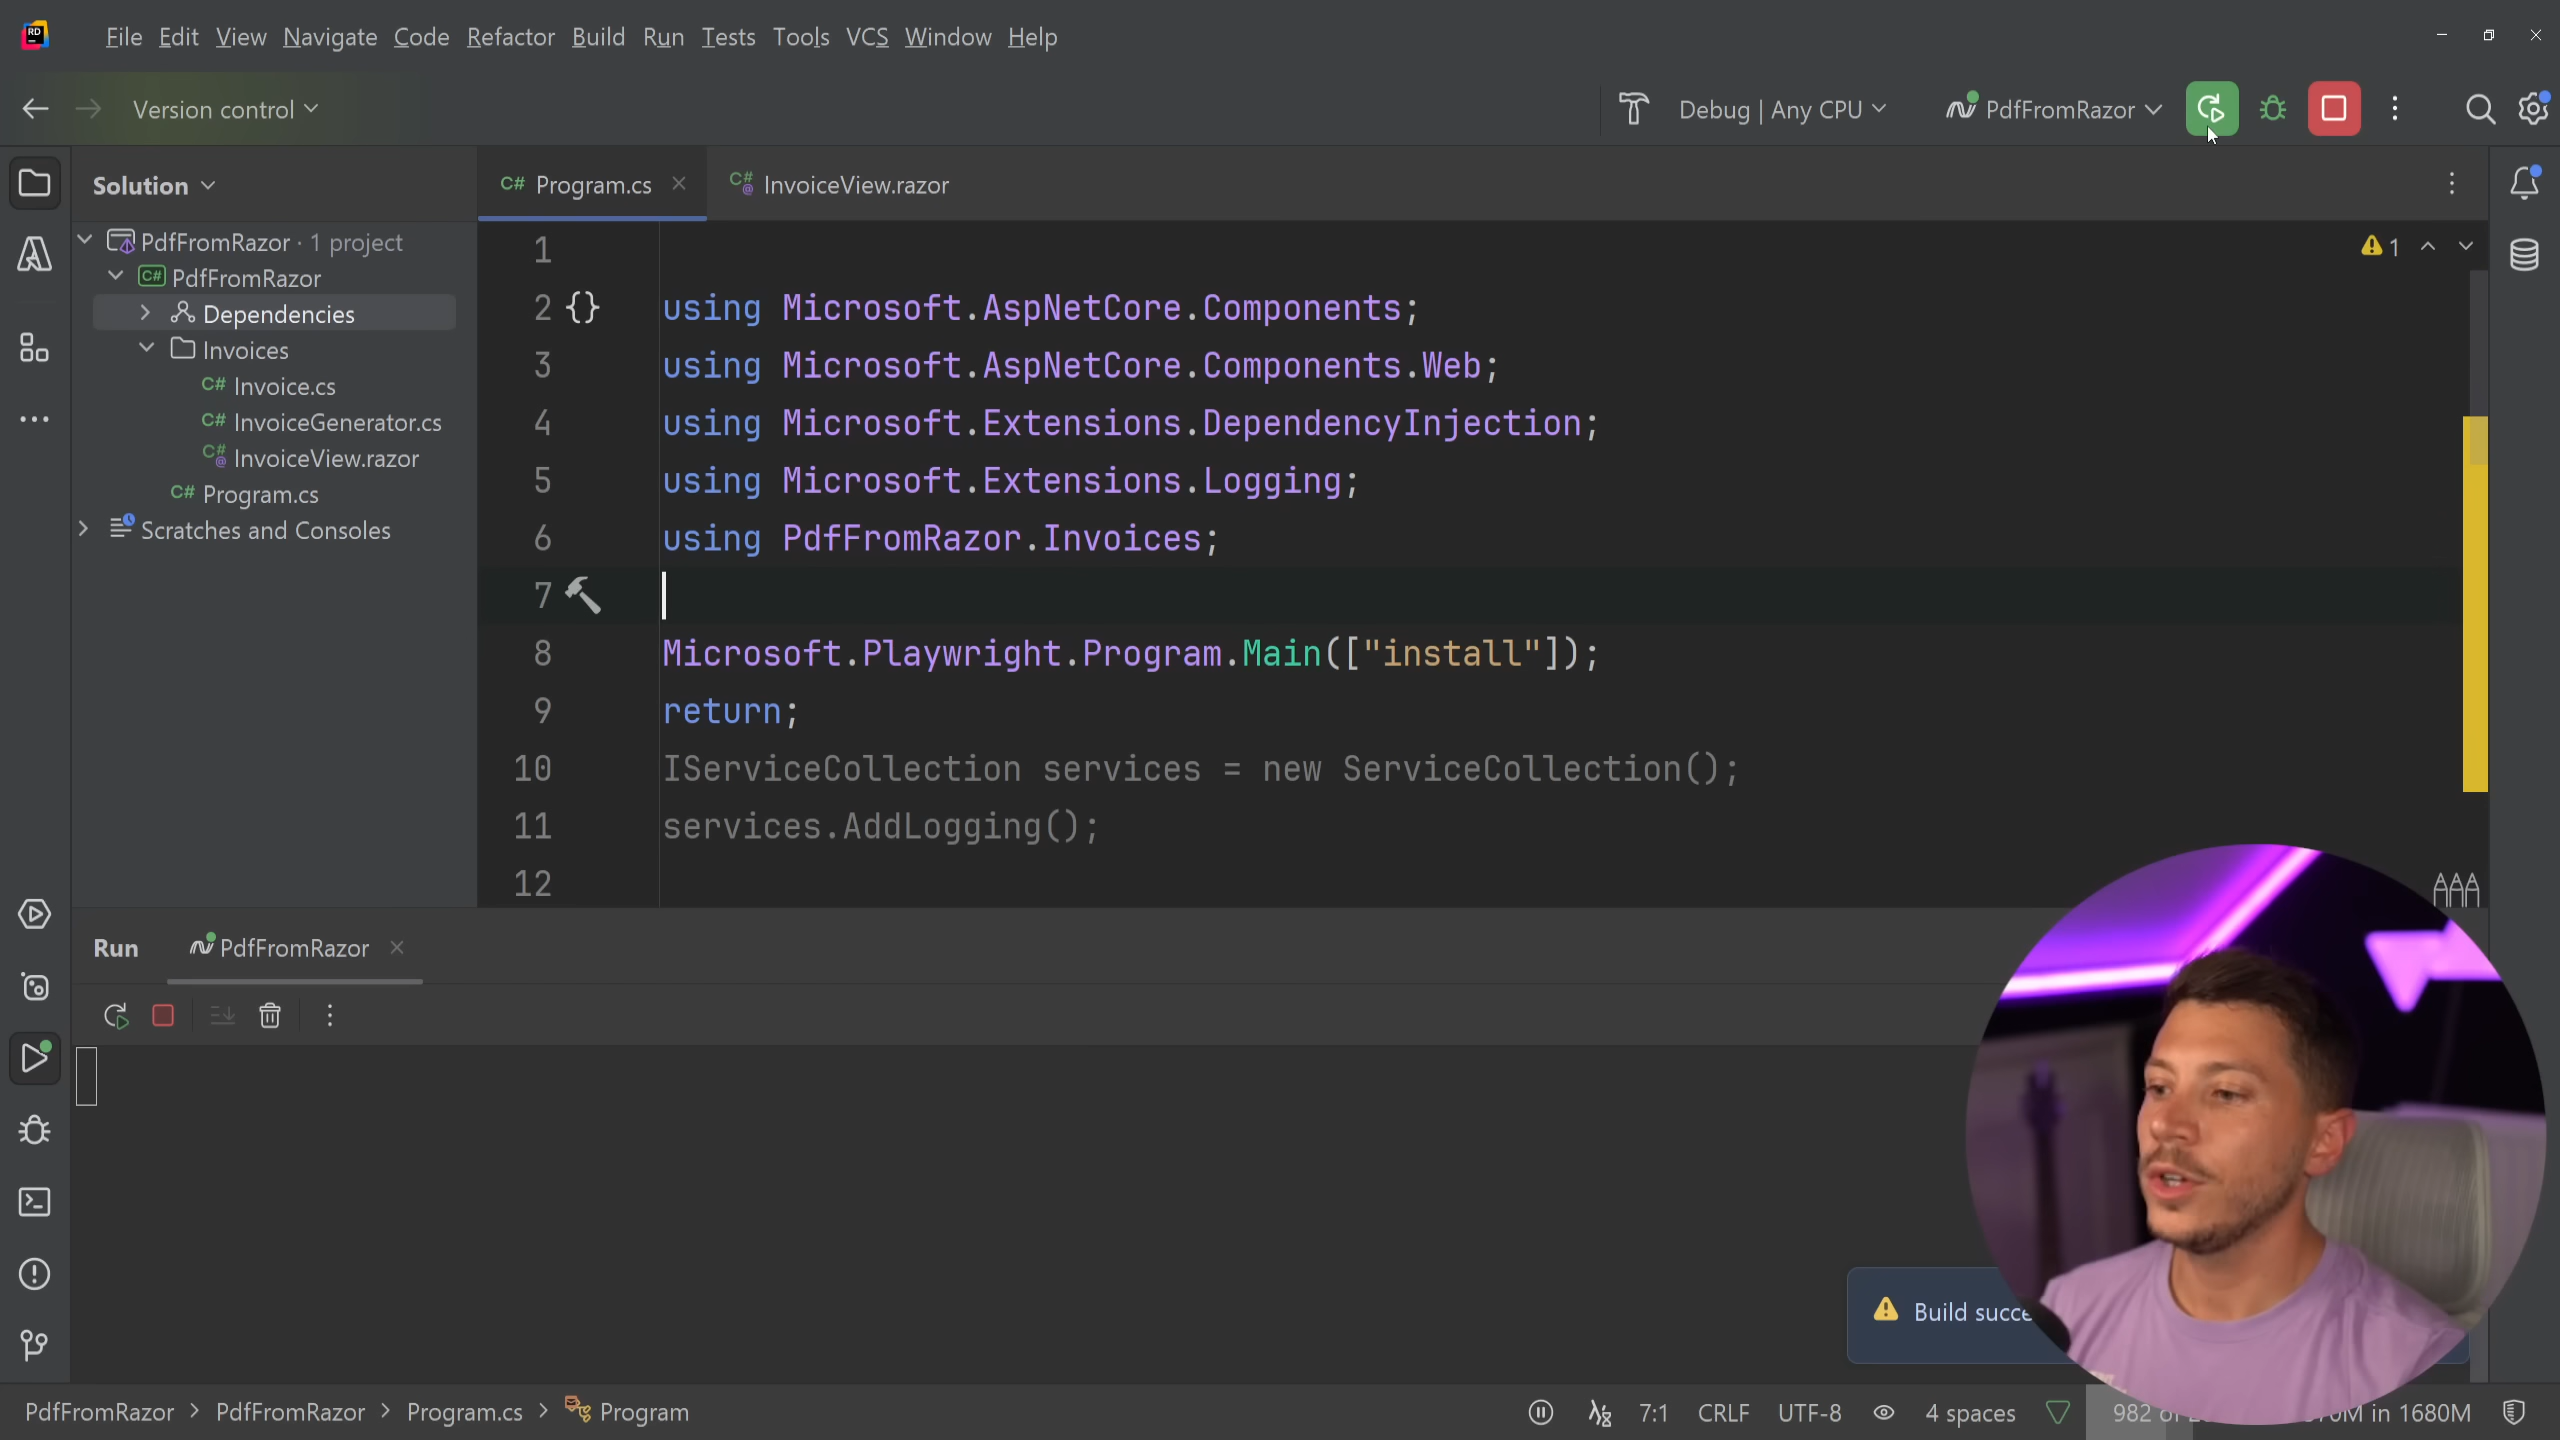 File Edit View Navigate Code Refactor Build Run Tests Tools VCS Window Help
RD
Version control
Debug | Any CPU
PdfFromRazor
Solution
C# Program.cs
C# InvoiceView.razor
PdfFromRazor · 1 project
C# PdfFromRazor
Dependencies
Invoices
C# Invoice.cs
C# InvoiceGenerator.cs
C# InvoiceView.razor
C# Program.cs
Scratches and Consoles
1
1
2 {} using Microsoft.AspNetCore.Components;
3 using Microsoft.AspNetCore.Components.Web;
4 using Microsoft.Extensions.DependencyInjection;
5 using Microsoft.Extensions.Logging;
6 using PdfFromRazor.Invoices;
7
8 Microsoft.Playwright.Program.Main(["install"]);
9 return;
10 IServiceCollection services = new ServiceCollection();
11 services.AddLogging();
12
Run PdfFromRazor
Build succe
PdfFromRazor > PdfFromRazor > Program.cs > Program
7:1 CRLF UTF-8 4 spaces 982 of in 1680M